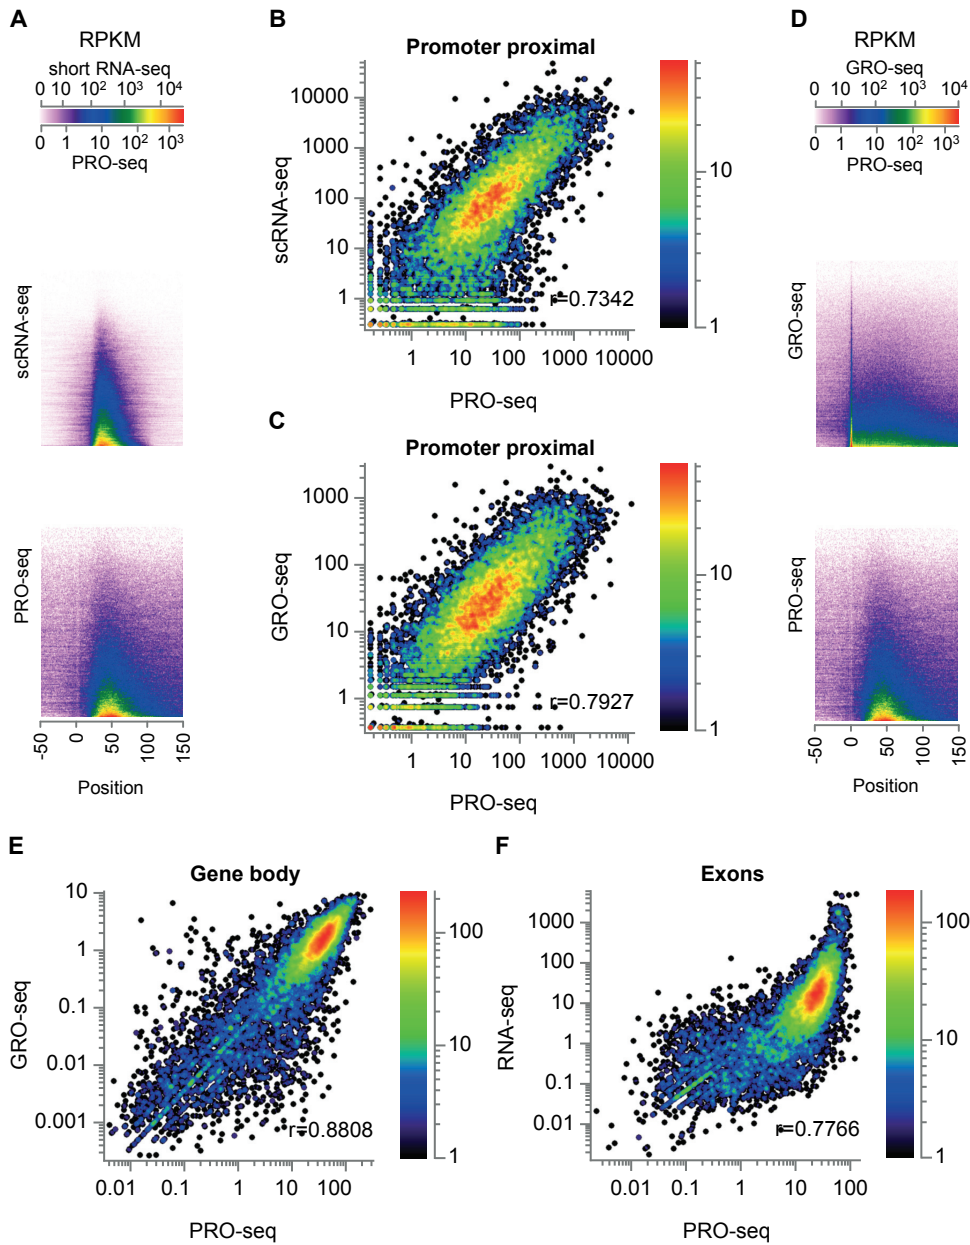 A
RPKM
short RNA-seq
0 10 10² 10³ 10⁴
0 1 10 10² 10³
PRO-seq
scRNA-seq
PRO-seq
-50 0 50 100 150
Position
B
Promoter proximal
scRNA-seq
10000
1000
100
10
1
r=0.7342
1 10 100 1000 10000
PRO-seq
10
1
C
Promoter proximal
GRO-seq
1000
100
10
1
r=0.7927
1 10 100 1000 10000
PRO-seq
10
1
D
RPKM
GRO-seq
0 10 10² 10³ 10⁴
0 1 10 10² 10³
PRO-seq
GRO-seq
PRO-seq
-50 0 50 100 150
Position
E
Gene body
GRO-seq
10
1
0.1
0.01
0.001
r=0.8808
0.01 0.1 1 10 100
PRO-seq
100
10
1
F
Exons
RNA-seq
1000
100
10
1
0.1
0.01
r=0.7766
0.01 0.1 1 10 100
PRO-seq
100
10
1